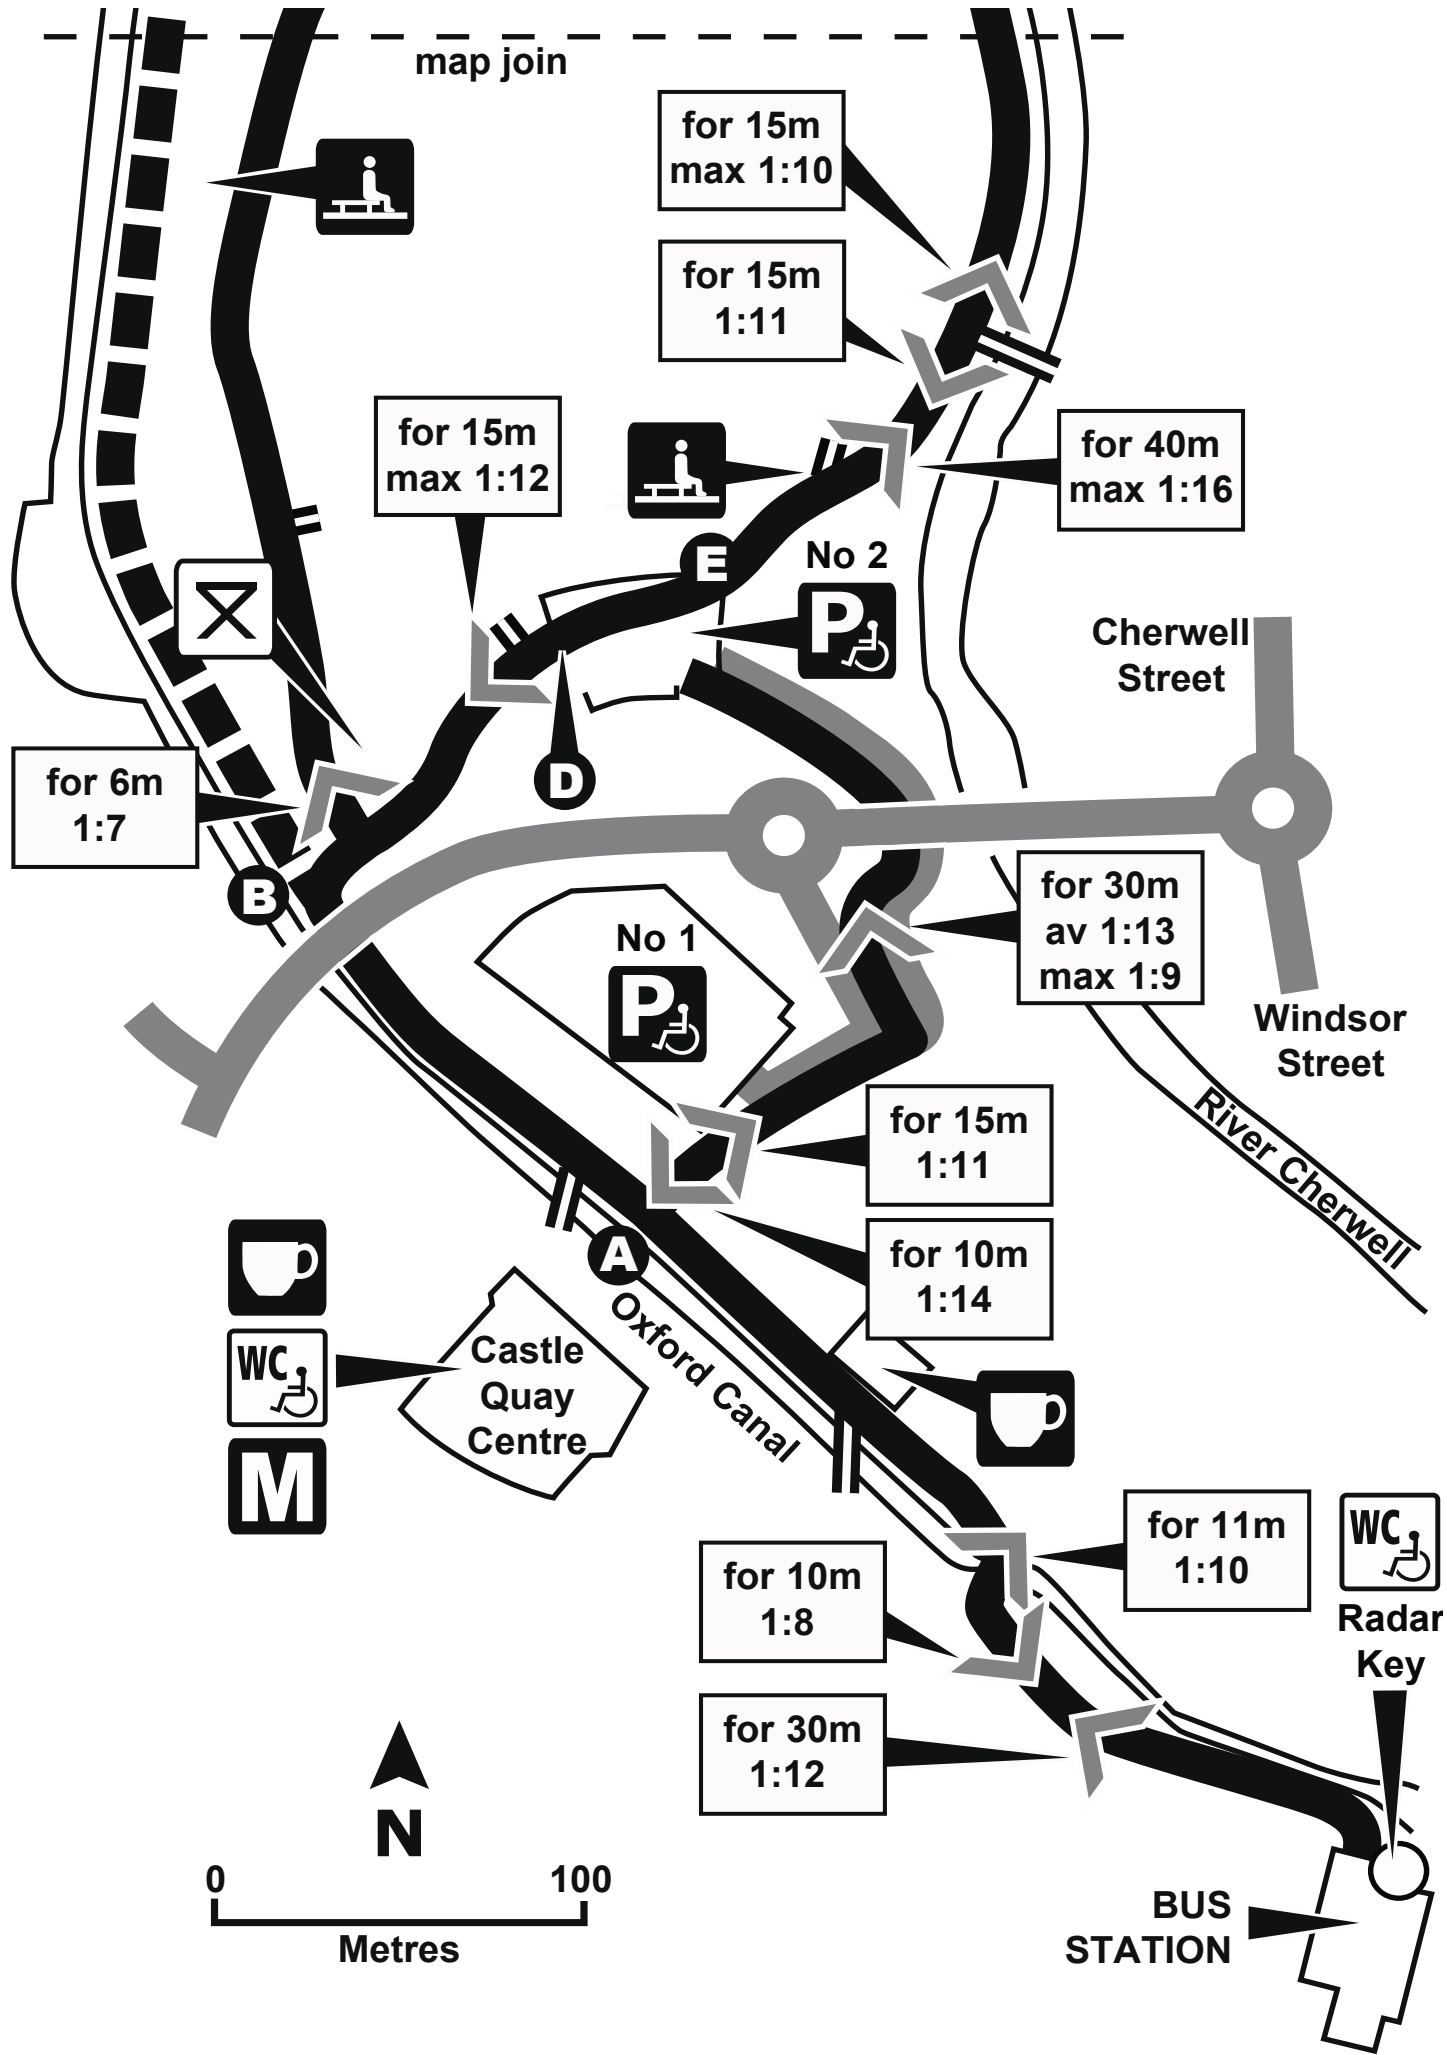 map join
for 15m
max 1:10
for 15m
1:11
for 15m
max 1:12
for 40m
max 1:16
E
No 2
P
Cherwell
Street
for 6m
1:7
D
B
for 30m
av 1:13
max 1:9
No 1
P
Windsor
Street
River Cherwell
for 15m
1:11
A
for 10m
1:14
Oxford Canal
WC
Castle
Quay
Centre
M
for 11m
1:10
WC
Radar
Key
for 10m
1:8
for 30m
1:12
N
0 100
Metres
BUS
STATION